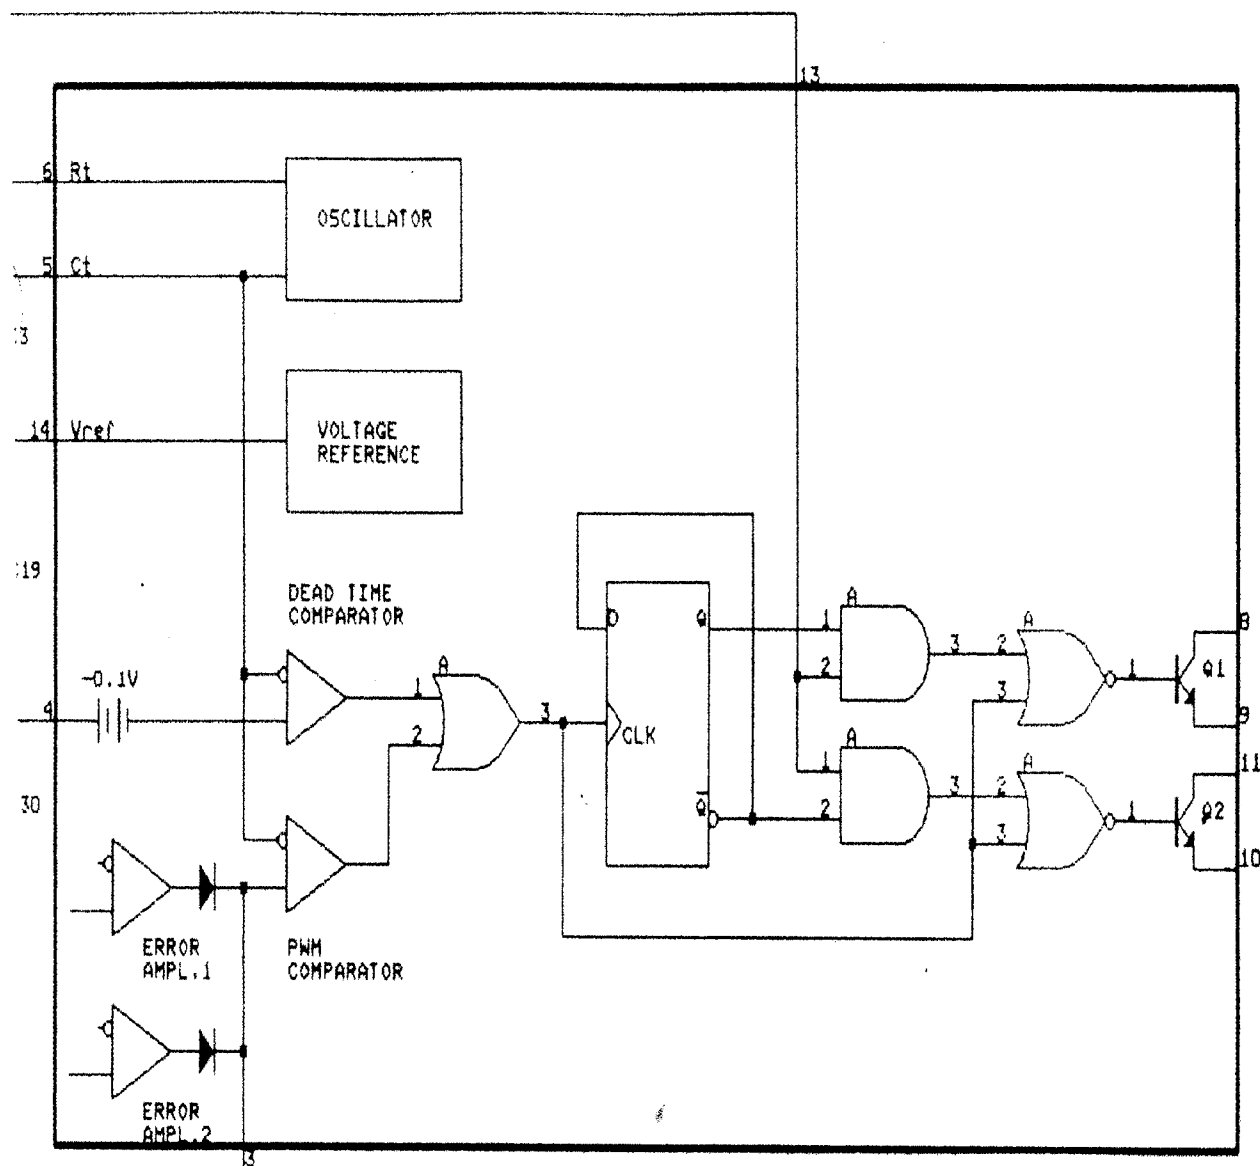 13
6 Rt
OSCILLATOR
5 Ct
:3
14 Vref
VOLTAGE
REFERENCE
:19
DEAD TIME
COMPARATOR
~0.1V
4
A
1
2
3
D
Q
CLK
Q
A
1
2
3
A
2
3
1
Q1
8
9
A
1
2
3
A
2
3
1
Q2
11
10
30
ERROR
AMPL.1
PWM
COMPARATOR
ERROR
AMPL.2
3